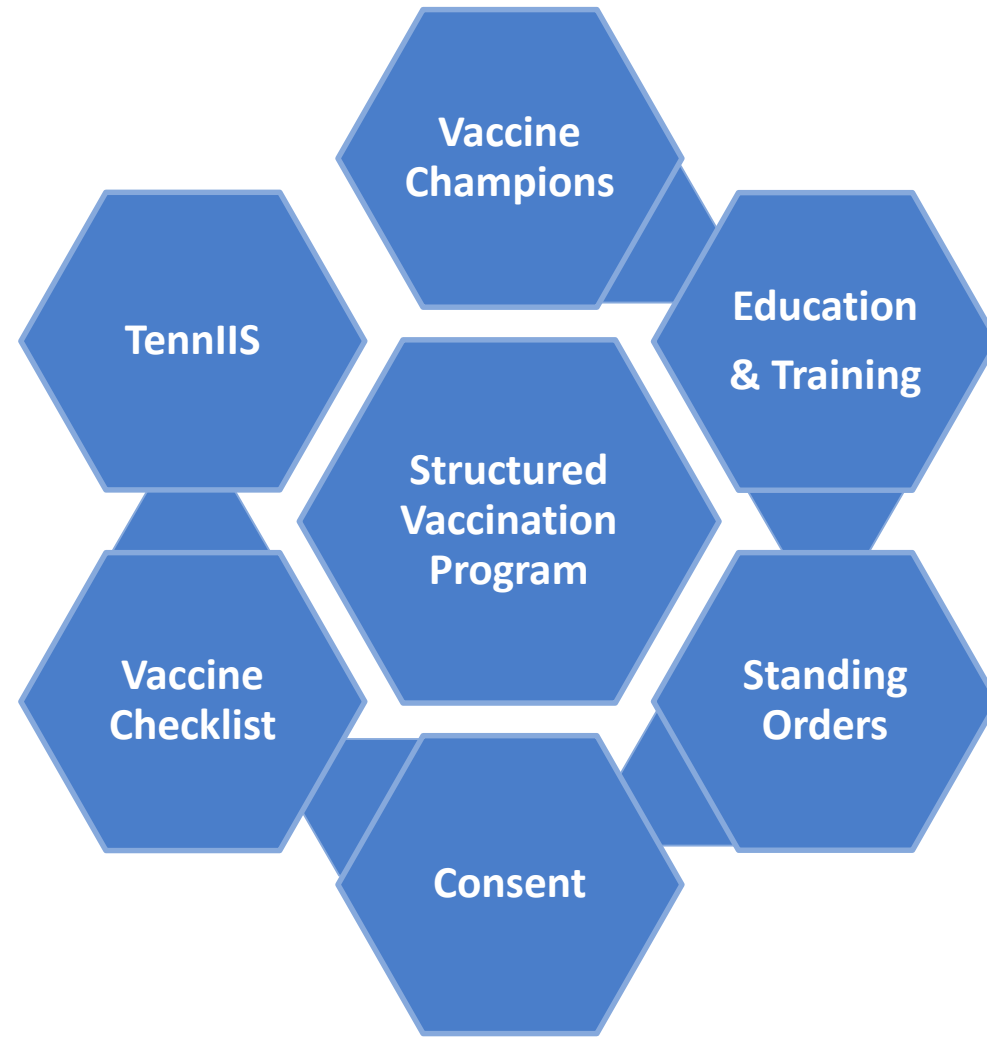 Vaccine
Champions
Education
& Training
TennIIS
Structured
Vaccination
Program
Vaccine
Checklist
Standing
Orders
Consent